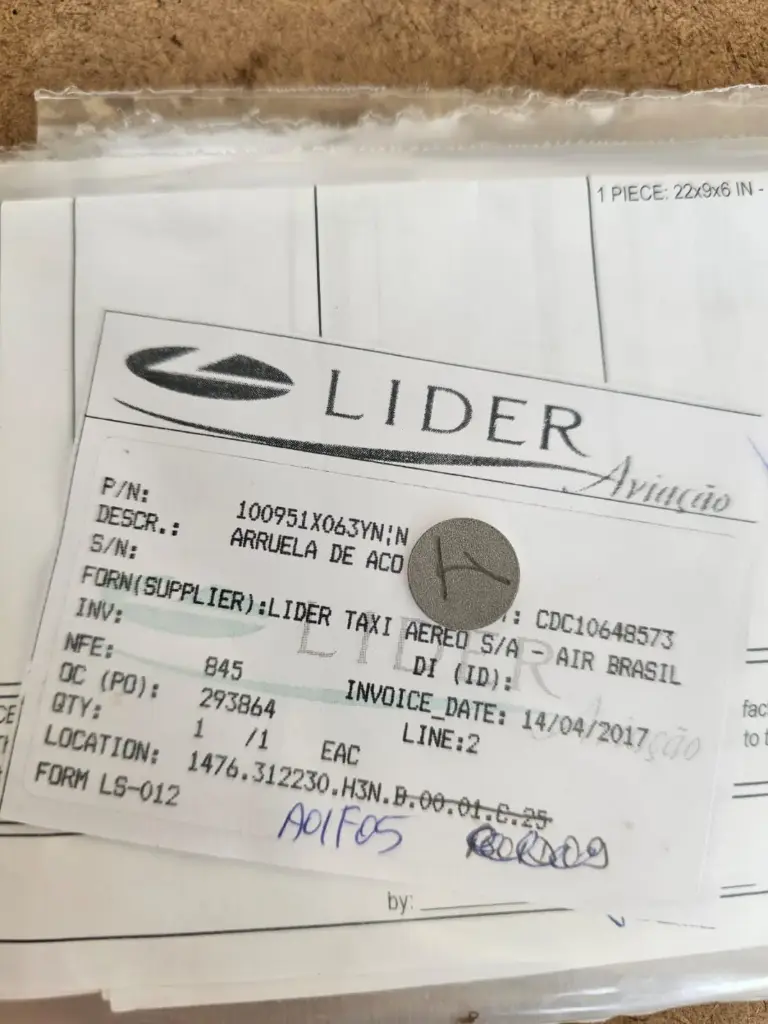 1 PIECE: 22x9x6 IN -
LIDER
Aviação
P/N: 100951X063YN¦N
DESCR.: ARRUELA DE ACO
S/N: : CDC10648573
FORN(SUPPLIER):LIDER TAXI AEREO S/A - AIR BRASIL
INV: DI (ID):
NFE: 845 INVOICE_DATE: 14/04/2017
OC (PO): 293864 LINE:2
QTY: 1 /1 EAC
LOCATION: 1476.312230.H3N.B.00.01.C.25
FORM LS-012
A01F05
by:
fac
to t